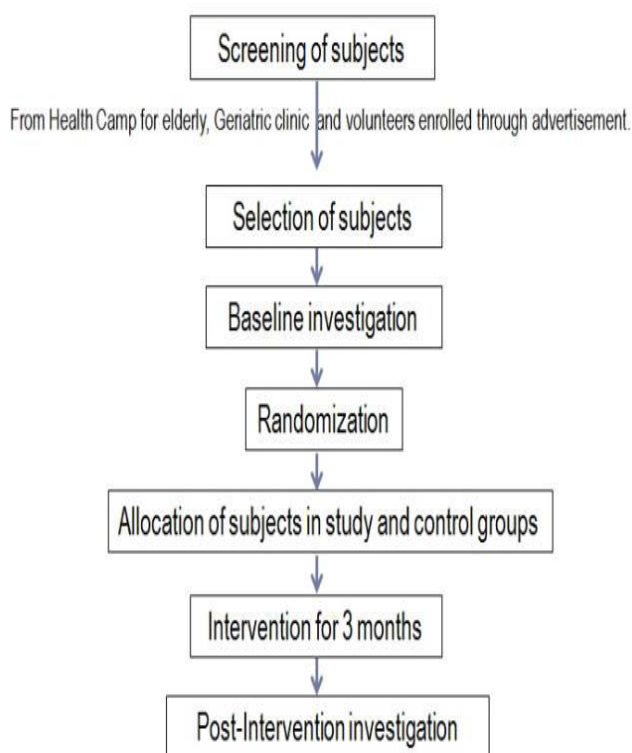 Screening of subjects
From Health Camp for elderly, Geriatric clinic and volunteers enrolled through advertisement.
Selection of subjects
Baseline investigation
Randomization
Allocation of subjects in study and control groups
Intervention for 3 months
Post-Intervention investigation